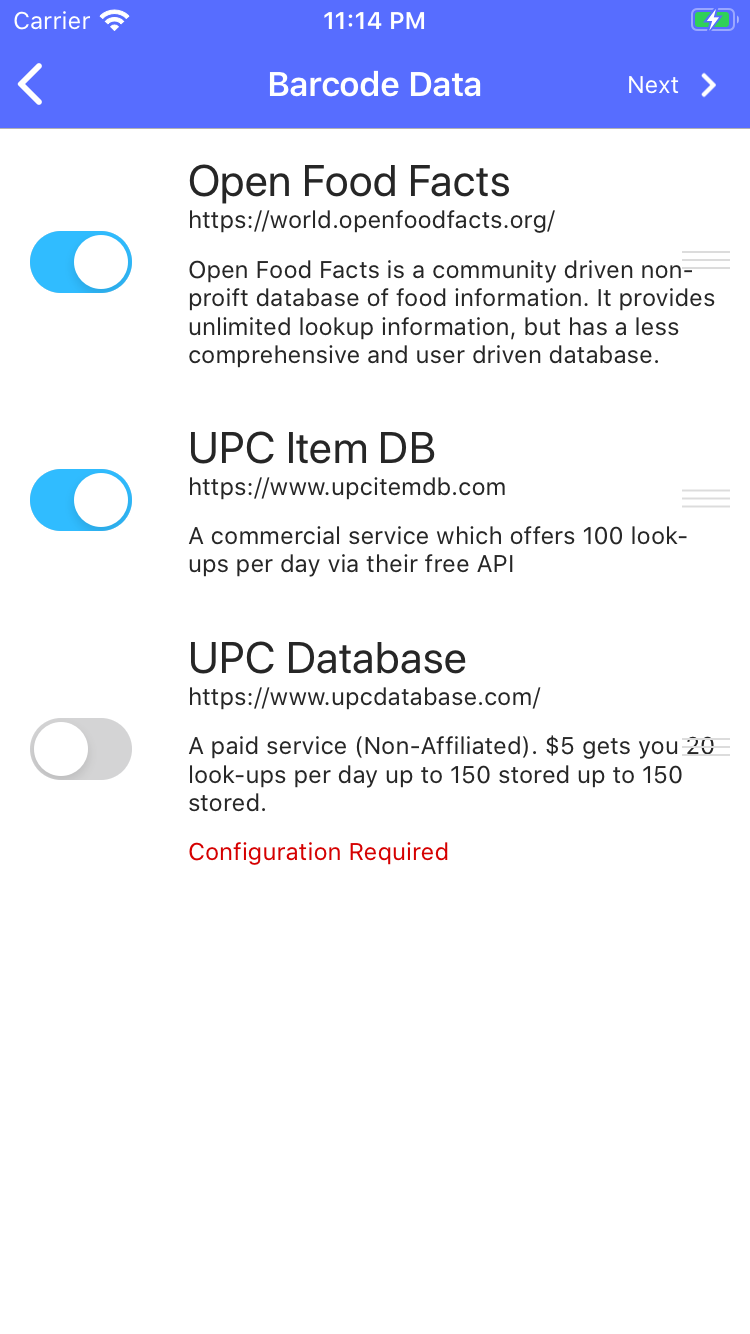 Carrier
11:14 PM
Barcode Data
Next
Open Food Facts
https://world.openfoodfacts.org/
Open Food Facts is a community driven non-
proift database of food information. It provides
unlimited lookup information, but has a less
comprehensive and user driven database.
UPC Item DB
https://www.upcitemdb.com
A commercial service which offers 100 look-
ups per day via their free API
UPC Database
https://www.upcdatabase.com/
A paid service (Non-Affiliated). $5 gets you 20
look-ups per day up to 150 stored up to 150
stored.
Configuration Required